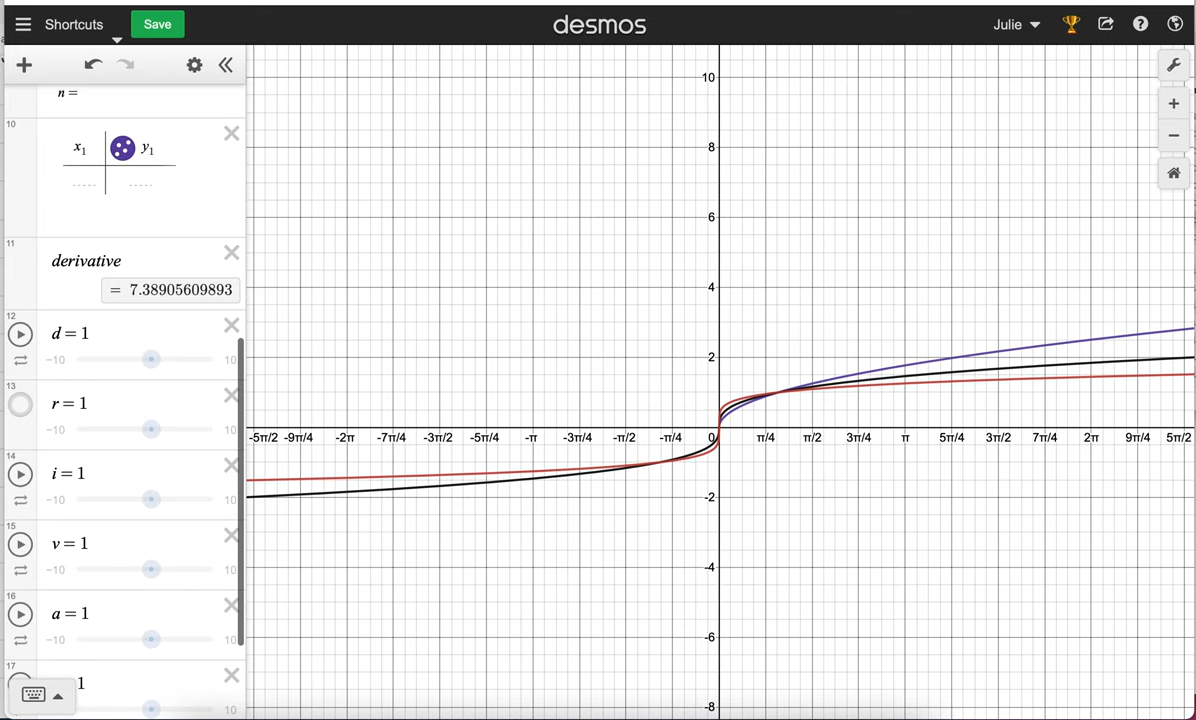 Shortcuts Save desmos Julie
n =
10
x₁ y₁
11
derivative
= 7.38905609893
12
d = 1
-10 10
13
r = 1
-10 10
14
i = 1
-10 10
15
v = 1
-10 10
16
a = 1
-10 10
17
1
10
10
8
6
4
2
-5π/2 -9π/4 -2π -7π/4 -3π/2 -5π/4 -π -3π/4 -π/2 -π/4 0 π/4 π/2 3π/4 π 5π/4 3π/2 7π/4 2π 9π/4 5π/2
-2
-4
-6
-8